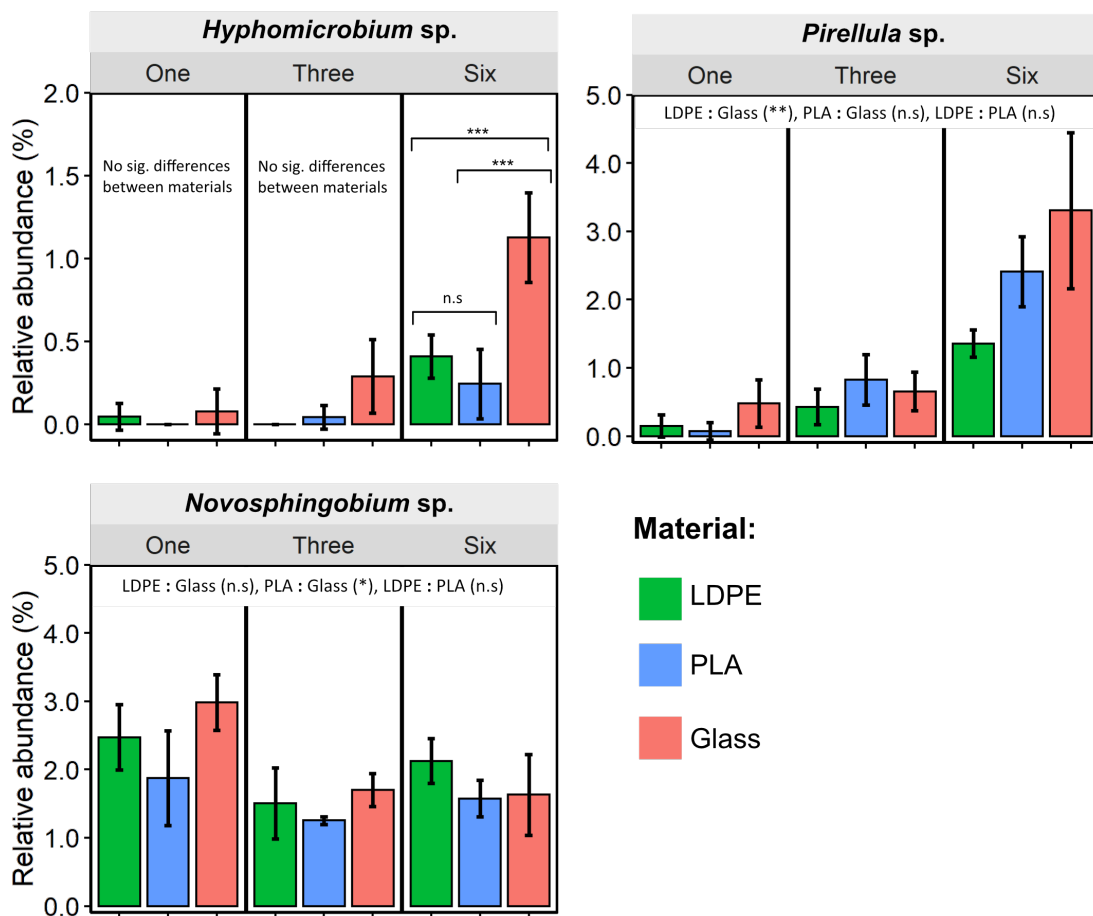 Hyphomicrobium sp.
One Three Six
Relative abundance (%)
2.0
1.5
1.0
0.5
0.0
No sig. differences
between materials
No sig. differences
between materials
***
***
n.s
Pirellula sp.
One Three Six
5.0
4.0
3.0
2.0
1.0
0.0
LDPE : Glass (**), PLA : Glass (n.s), LDPE : PLA (n.s)
Novosphingobium sp.
One Three Six
Relative abundance (%)
5.0
4.0
3.0
2.0
1.0
0.0
LDPE : Glass (n.s), PLA : Glass (*), LDPE : PLA (n.s)
Material:
LDPE
PLA
Glass